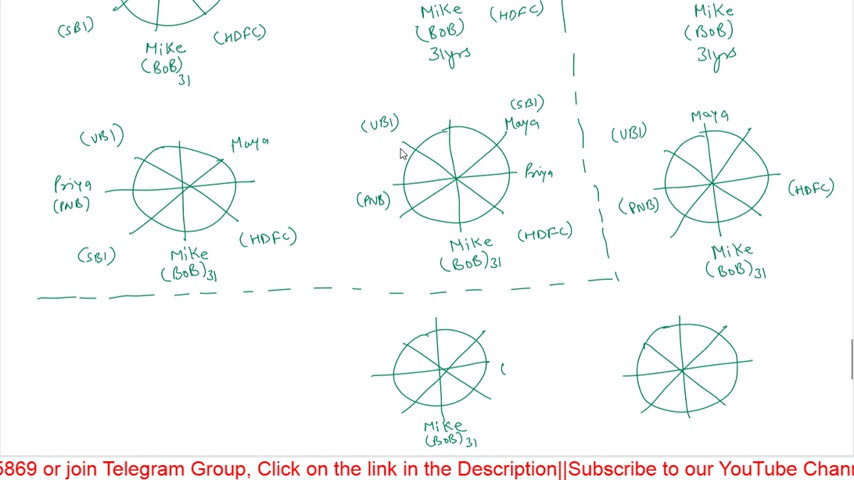 (SBI)
Mike
(BOB)
31
(HDFC)
Mike
(BOB)
31yrs
(HDFC)
Mike
(BOB)
31yrs
(UBI)
Maya
Priya
(PNB)
(SBI)
Mike
(BOB)31
(HDFC)
(UBI)
(SBI)
Maya
Priya
(PNB)
Mike
(BOB)31
(HDFC)
Maya
(UBI)
(HDFC)
(PNB)
Mike
(BOB)31
(
Mike
(BOB)31
5869 or join Telegram Group, Click on the link in the Description||Subscribe to our YouTube Chann